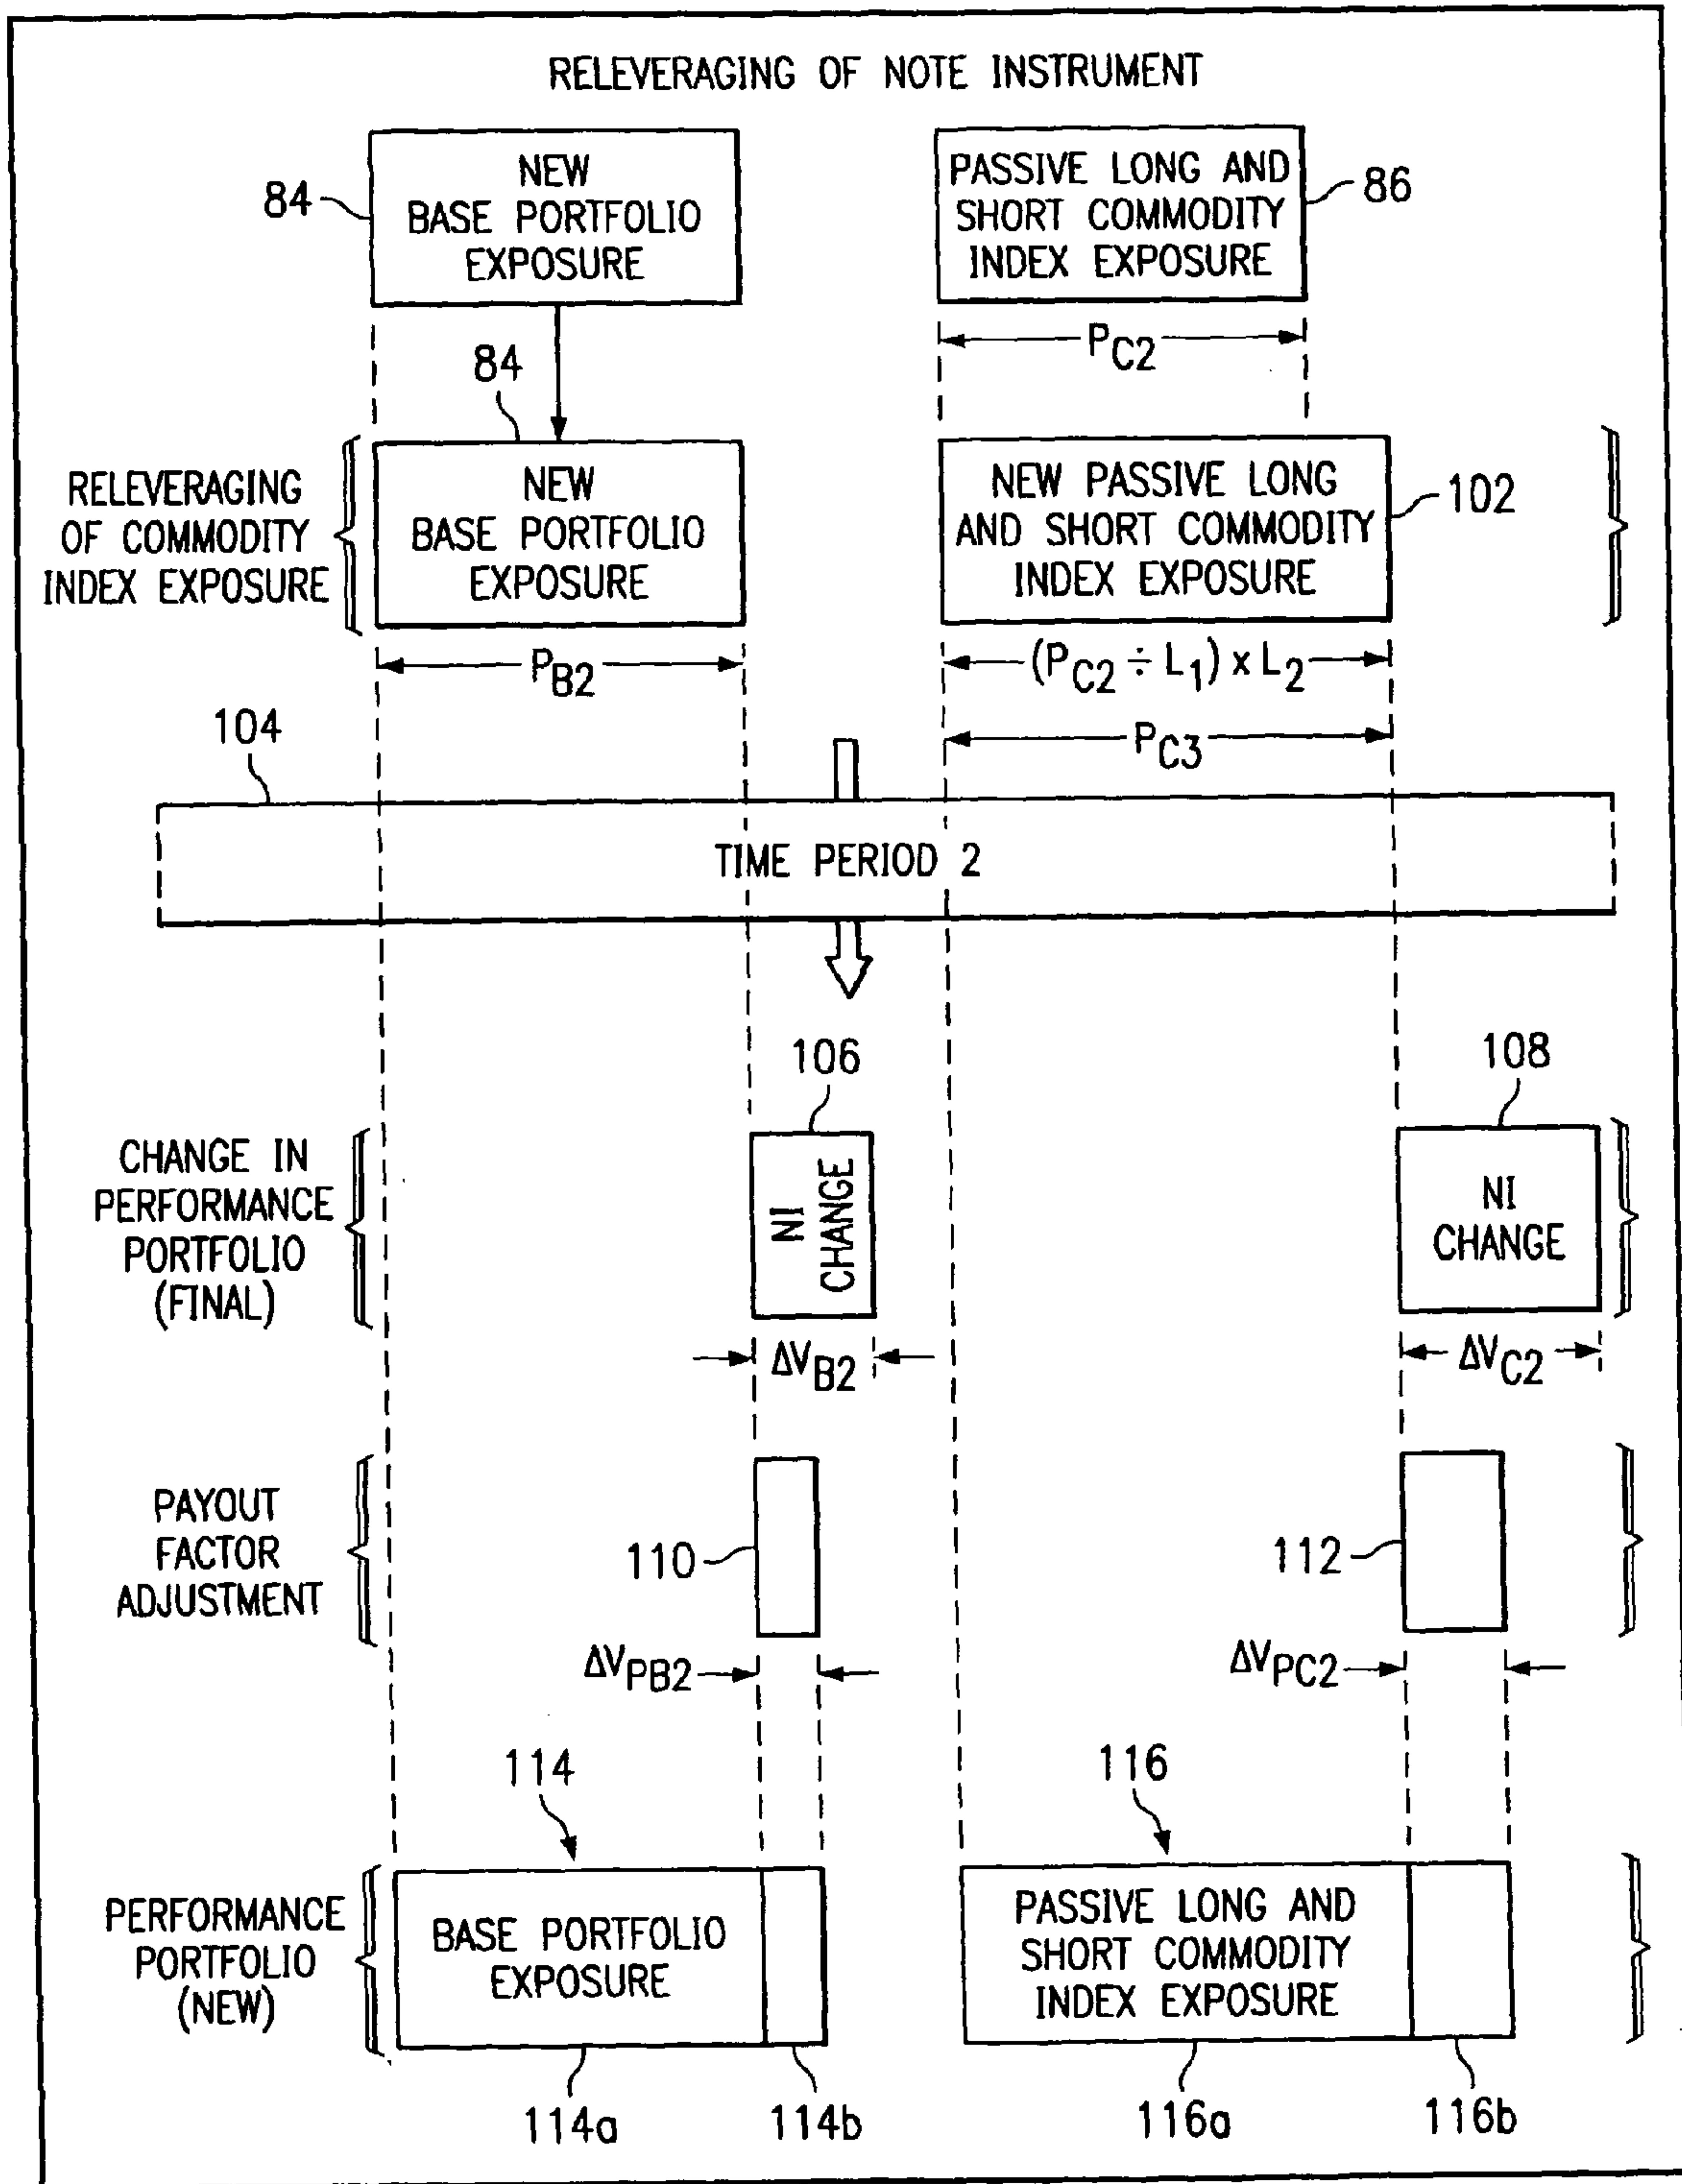 RELEVERAGING OF NOTE INSTRUMENT
84
NEW
BASE PORTFOLIO
EXPOSURE
PASSIVE LONG AND
SHORT COMMODITY
INDEX EXPOSURE
86
PC2
84
RELEVERAGING
OF COMMODITY
INDEX EXPOSURE
NEW
BASE PORTFOLIO
EXPOSURE
NEW PASSIVE LONG
AND SHORT COMMODITY
INDEX EXPOSURE
102
PB2
(PC2 ÷ L1) x L2
PC3
104
TIME PERIOD 2
106
108
CHANGE IN
PERFORMANCE
PORTFOLIO
(FINAL)
NI
CHANGE
NI
CHANGE
ΔVB2
ΔVC2
PAYOUT
FACTOR
ADJUSTMENT
110
112
ΔVPB2
ΔVPC2
114
116
PERFORMANCE
PORTFOLIO
(NEW)
BASE PORTFOLIO
EXPOSURE
PASSIVE LONG AND
SHORT COMMODITY
INDEX EXPOSURE
114a
114b
116a
116b